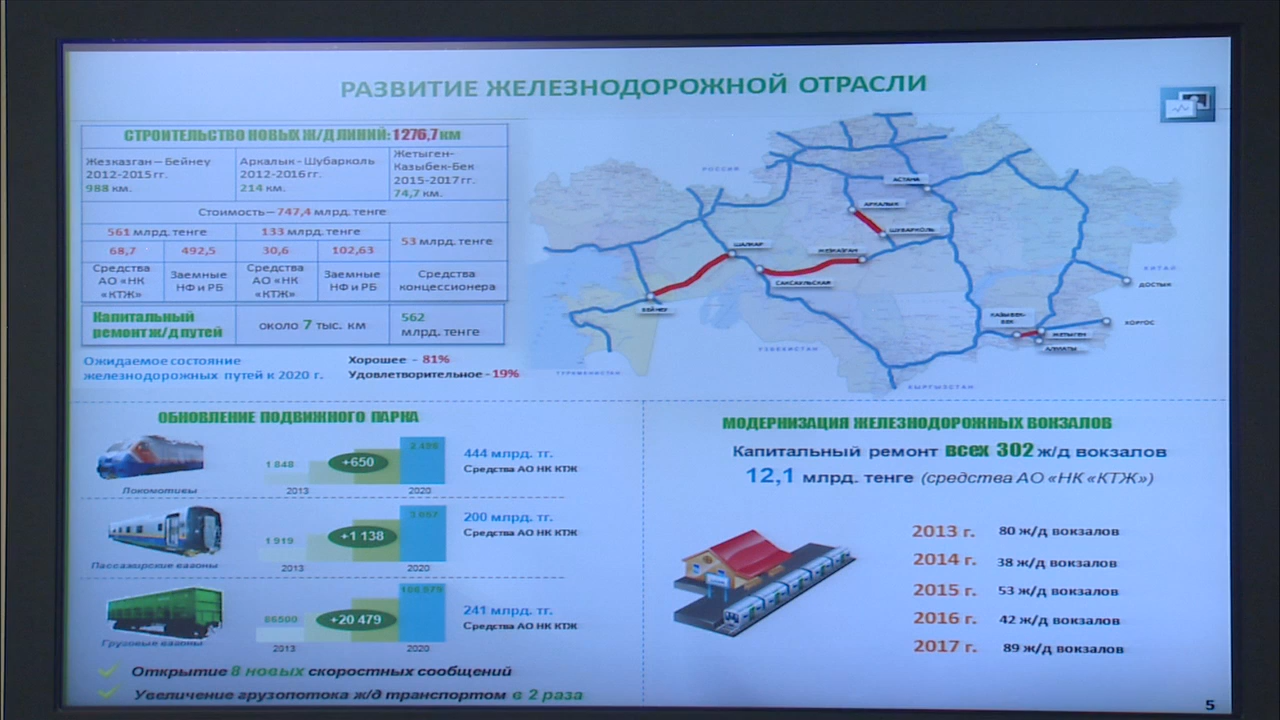 РАЗВИТИЕ ЖЕЛЕЗНОДОРОЖНОЙ ОТРАСЛИ
СТРОИТЕЛЬСТВО НОВЫХ Ж/Д ЛИНИЙ: 1276,7 км
Жезказган – Бейнеу
2012-2015 гг.
988 км.
Аркалык - Шубарколь
2012-2016 гг.
214 км.
Жетыген-
Казыбек-Бек
2015-2017 гг.
74,7 км.
Стоимость – 747,4 млрд. тенге
561 млрд. тенге
133 млрд. тенге
53 млрд. тенге
68,7
492,5
30,6
102,63
Средства
АО «НК
«КТЖ»
Заемные
НФ и РБ
Средства
АО «НК
«КТЖ»
Заемные
НФ и РБ
Средства
концессионера
Капитальный
ремонт ж/д путей
около 7 тыс. км
562
млрд. тенге
Ожидаемое состояние
железнодорожных путей к 2020 г.
Хорошее - 81%
Удовлетворительное - 19%
РОССИЯ
АСТАНА
АРКАЛЫК
ШУБАРКОЛЬ
ШАЛКАР
ЖЕЗКАЗГАН
САКСАУЛЬСКАЯ
БЕЙНЕУ
КИТАЙ
ДОСТЫК
КАЗЫБЕК-
БЕК
ХОРГОС
ЖЕТЫГЕН
АЛМАТЫ
УЗБЕКИСТАН
ТУРКМЕНИСТАН
КЫРГЫЗСТАН
ОБНОВЛЕНИЕ ПОДВИЖНОГО ПАРКА
Локомотивы
1 848
+650
2013
2020
444 млрд. тг.
Средства АО НК КТЖ
Пассажирские вагоны
1 919
+1 138
2013
2020
200 млрд. тг.
Средства АО НК КТЖ
Грузовые вагоны
86500
+20 479
2013
2020
241 млрд. тг.
Средства АО НК КТЖ
Открытие 8 новых скоростных сообщений
Увеличение грузопотока ж/д транспортом в 2 раза
МОДЕРНИЗАЦИЯ ЖЕЛЕЗНОДОРОЖНЫХ ВОКЗАЛОВ
Капитальный ремонт всех 302 ж/д вокзалов
12,1 млрд. тенге (средства АО «НК «КТЖ»)
2013 г. 80 ж/д вокзалов
2014 г. 38 ж/д вокзалов
2015 г. 53 ж/д вокзалов
2016 г. 42 ж/д вокзалов
2017 г. 89 ж/д вокзалов
5